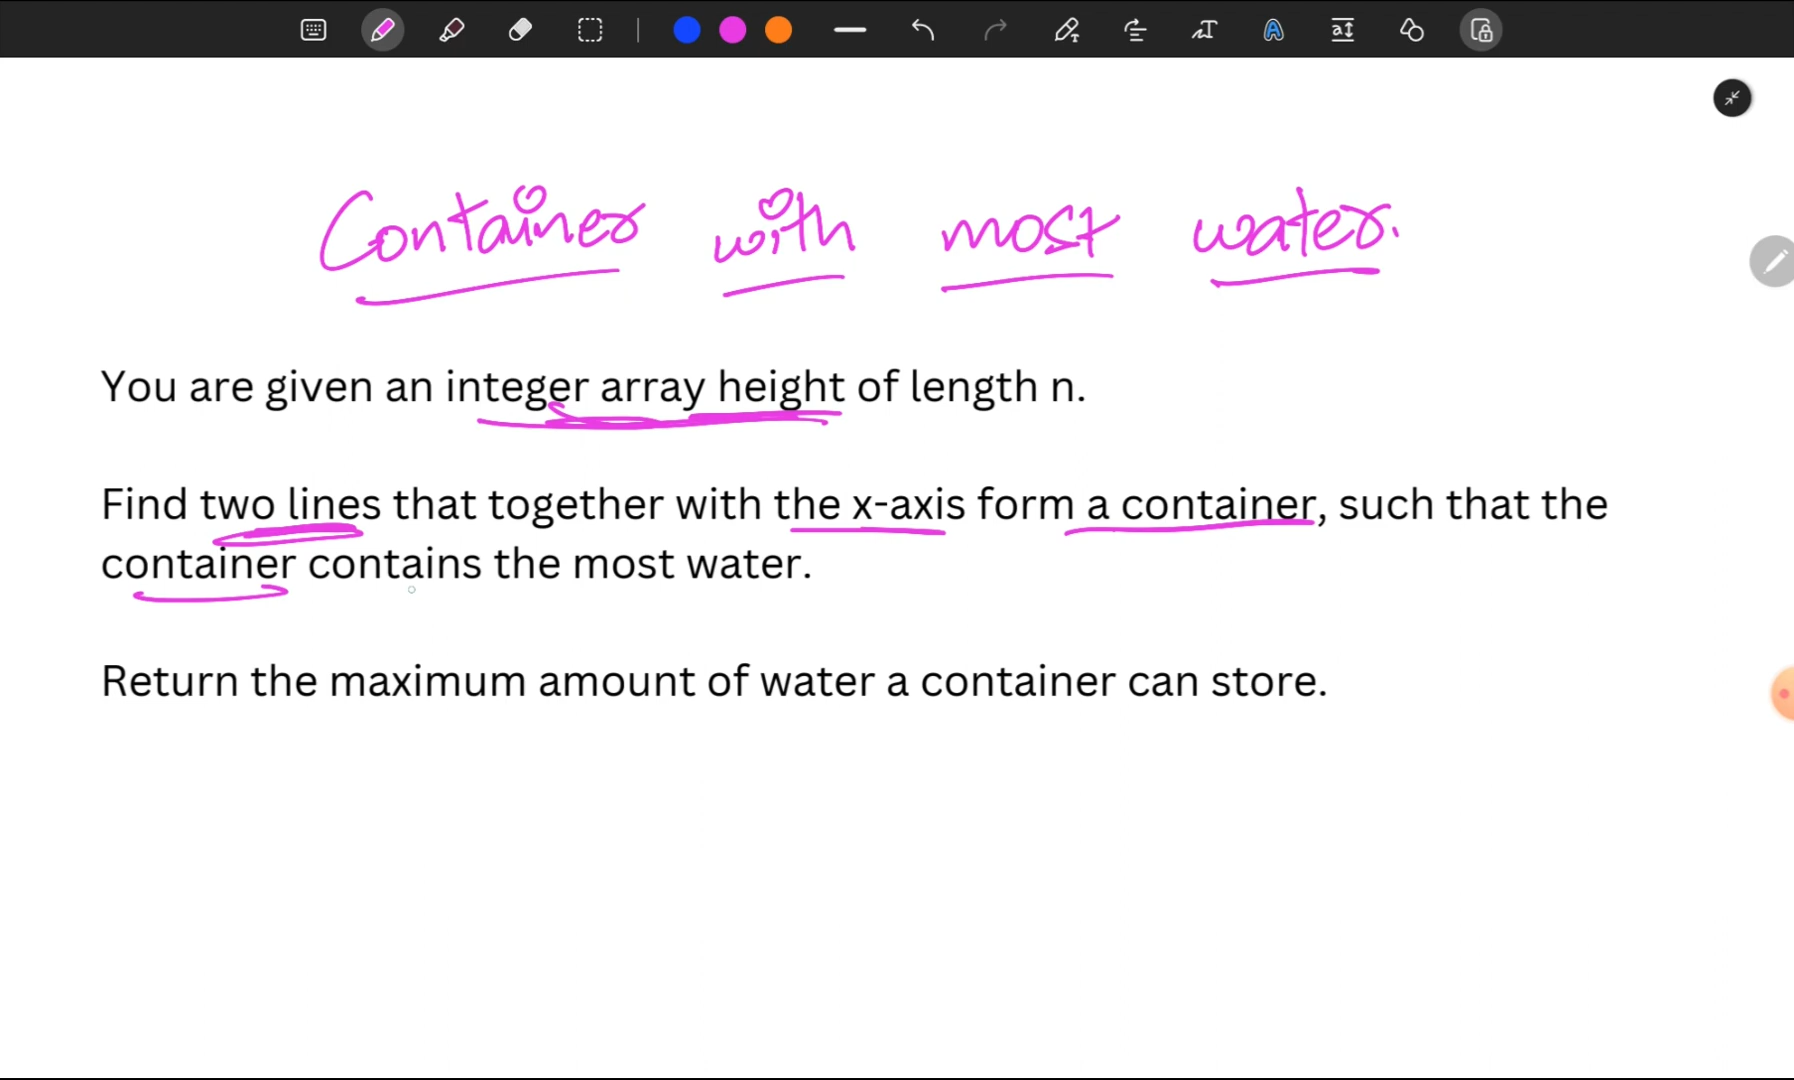 Container with most water.
You are given an integer array height of length n.
Find two lines that together with the x-axis form a container, such that the
container contains the most water.
Return the maximum amount of water a container can store.